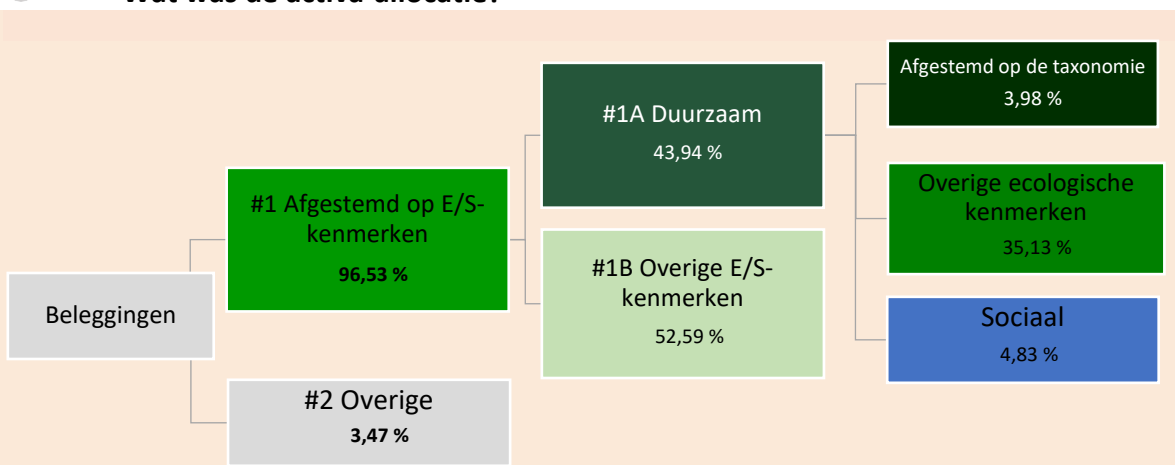 Wat was de activa-allocatie?
Afgestemd op de taxonomie
3,98 %
#1A Duurzaam
43,94 %
Overige ecologische
kenmerken
35,13 %
#1 Afgestemd op E/S-
kenmerken
96,53 %
#1B Overige E/S-
kenmerken
52,59 %
Beleggingen
Sociaal
4,83 %
#2 Overige
3,47 %